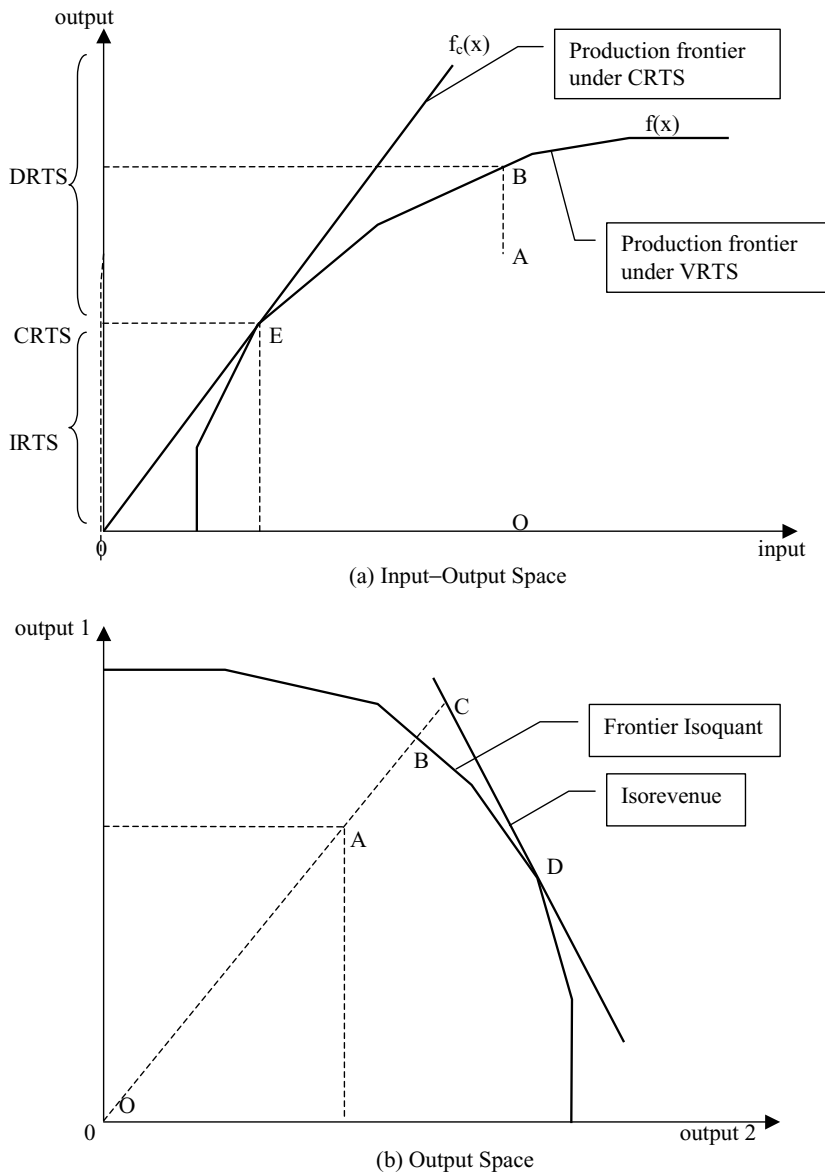 output
f_c(x)
Production frontier
under CRTS
f(x)
DRTS
B
A
Production frontier
under VRTS
CRTS
E
IRTS
O
0
input
(a) Input–Output Space
output 1
C
Frontier Isoquant
B
Isorevenue
A
D
O
0
output 2
(b) Output Space